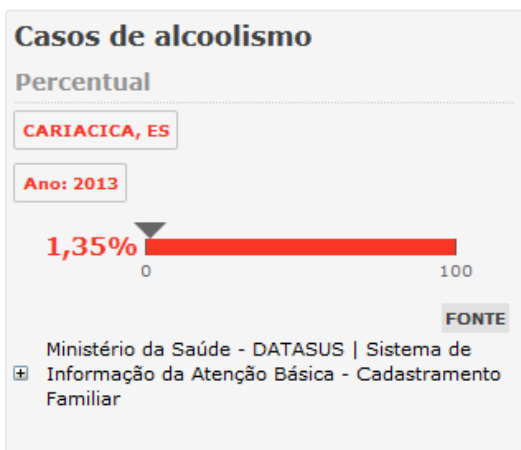 Casos de alcoolismo
Percentual
CARIACICA, ES
Ano: 2013
1,35%
0 100
FONTE
Ministério da Saúde - DATASUS | Sistema de
Informação da Atenção Básica - Cadastramento
Familiar